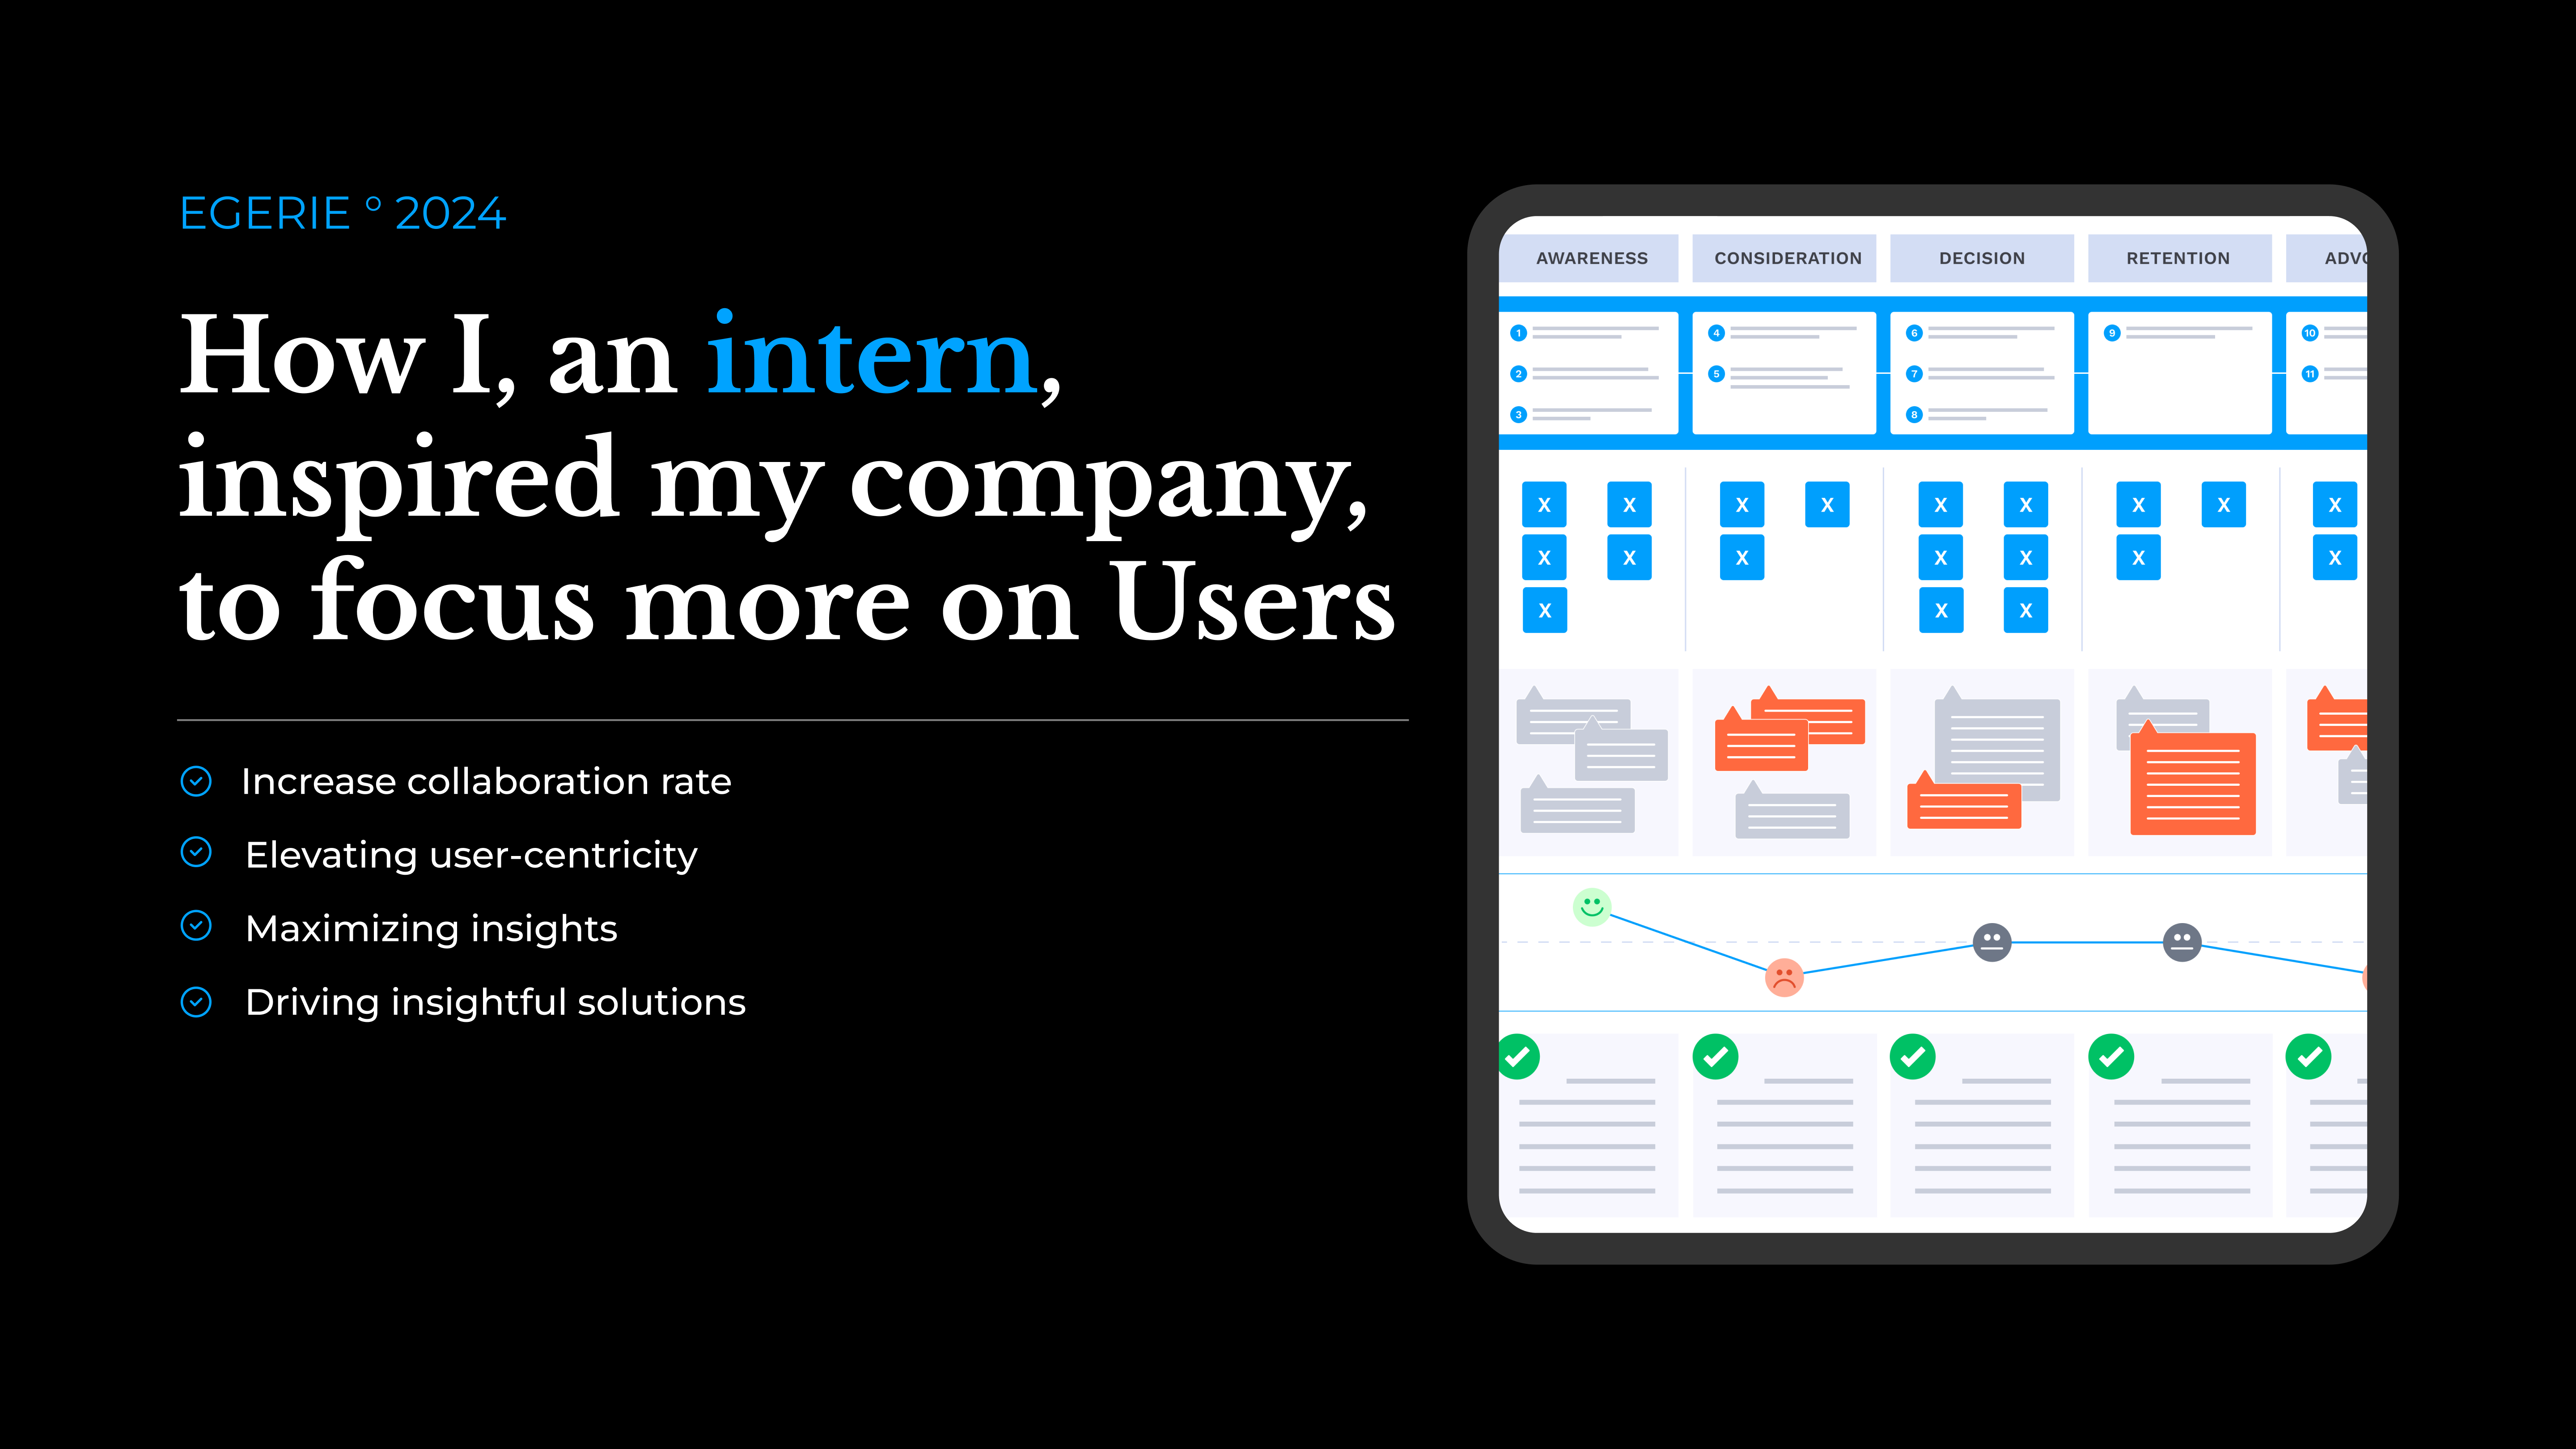 EGERIE ° 2024
How I, an intern,
inspired my company,
to focus more on Users
Increase collaboration rate
Elevating user-centricity
Maximizing insights
Driving insightful solutions
AWARENESS CONSIDERATION DECISION RETENTION ADVO
1 4 6 9 10
2 5 7 11
3 8
X X X X X X X X X
X X X X X X X
X X X